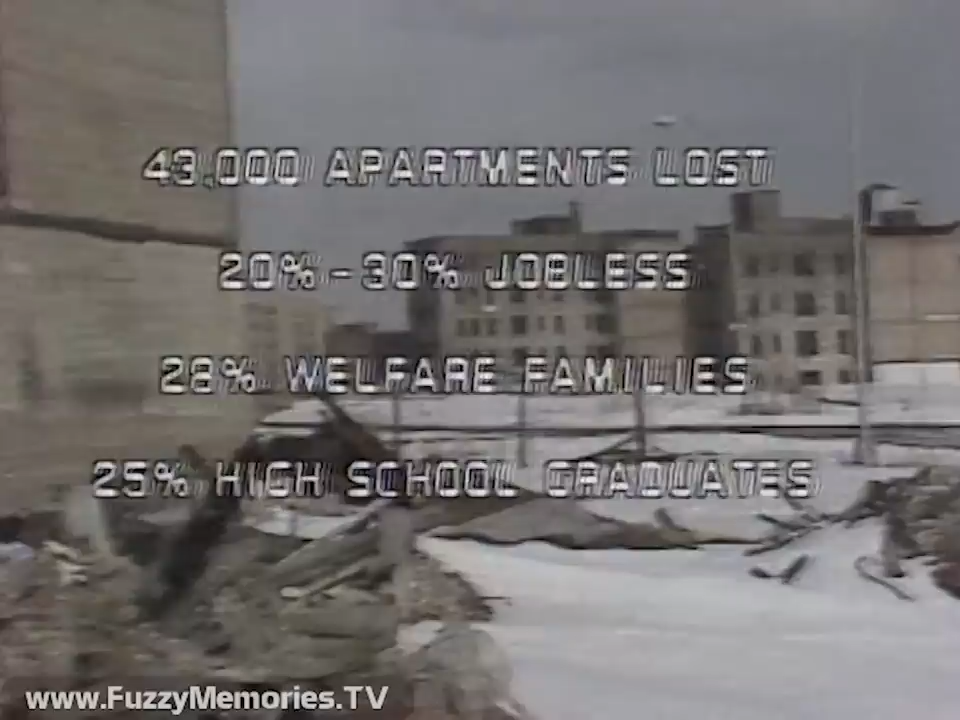 43,000 APARTMENTS LOST
20%-30% JOBLESS
28% WELFARE FAMILIES
25% HIGH SCHOOL GRADUATES
www.FuzzyMemories.TV